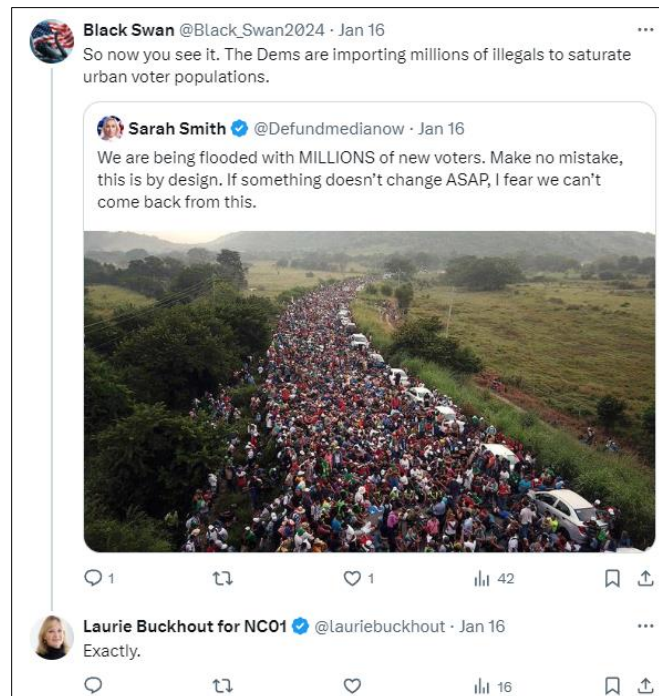 Black Swan @Black_Swan2024 · Jan 16
So now you see it. The Dems are importing millions of illegals to saturate
urban voter populations.
Sarah Smith @Defundmedianow · Jan 16
We are being flooded with MILLIONS of new voters. Make no mistake,
this is by design. If something doesn’t change ASAP, I fear we can’t
come back from this.
1 1 42
Laurie Buckhout for NC01 @lauriebuckhout · Jan 16
Exactly.
16